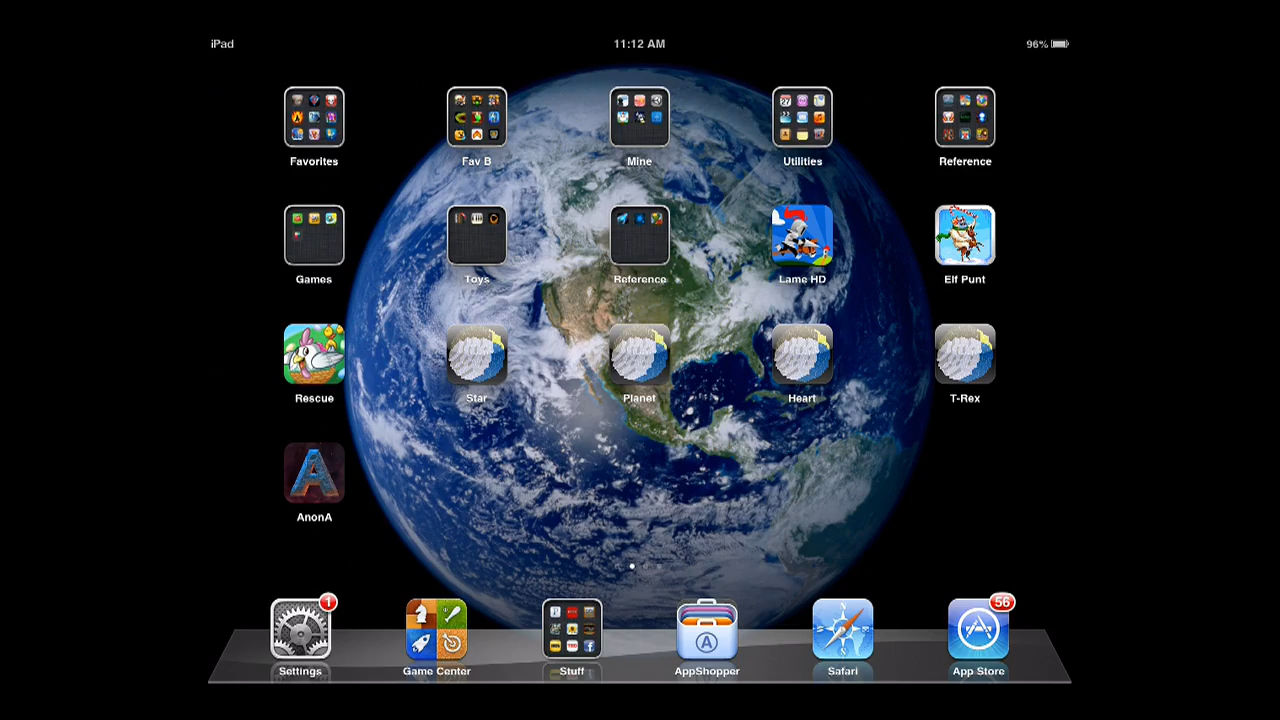 iPad 11:12 AM 96%
Favorites Fav B Mine Utilities Reference
Games Toys Reference Lame HD Elf Punt
Rescue Star Planet Heart T-Rex
AnonA
1 56
Settings Game Center Stuff AppShopper Safari App Store